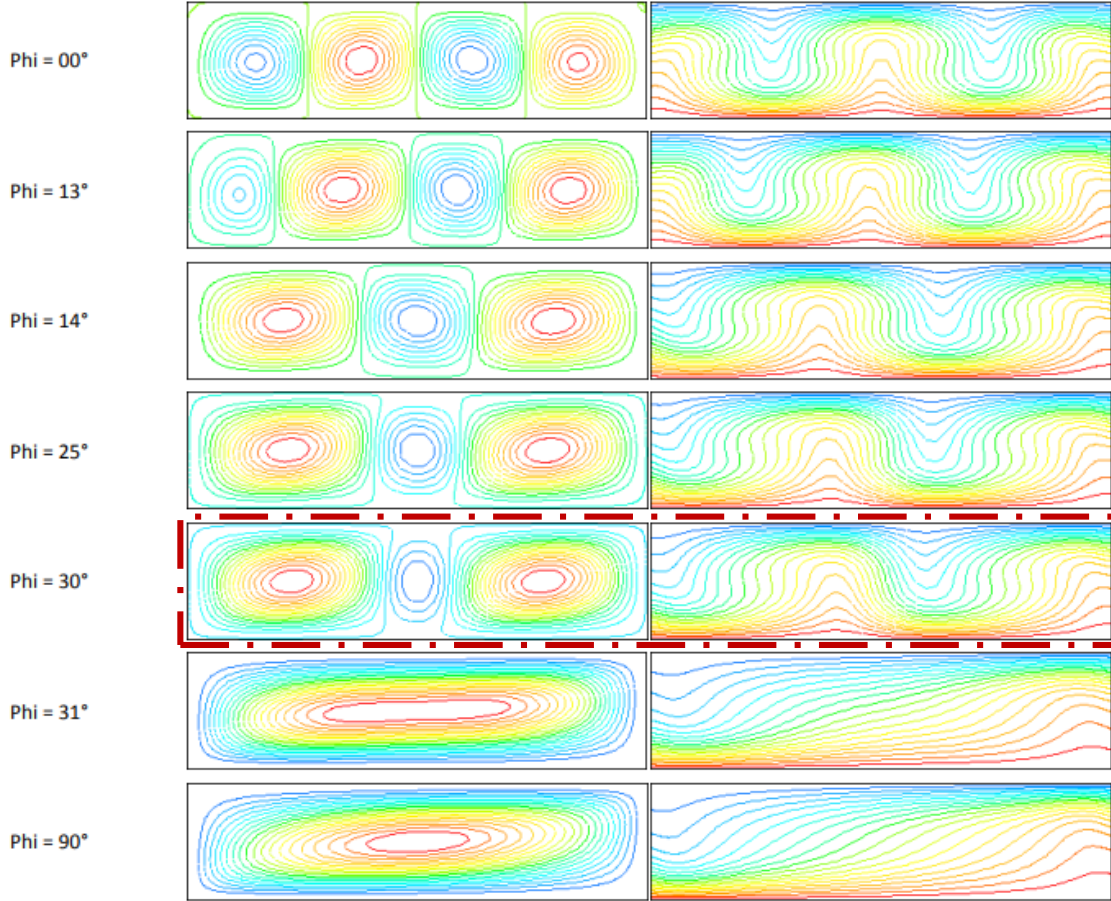 Phi = 00°
Phi = 13°
Phi = 14°
Phi = 25°
Phi = 30°
Phi = 31°
Phi = 90°